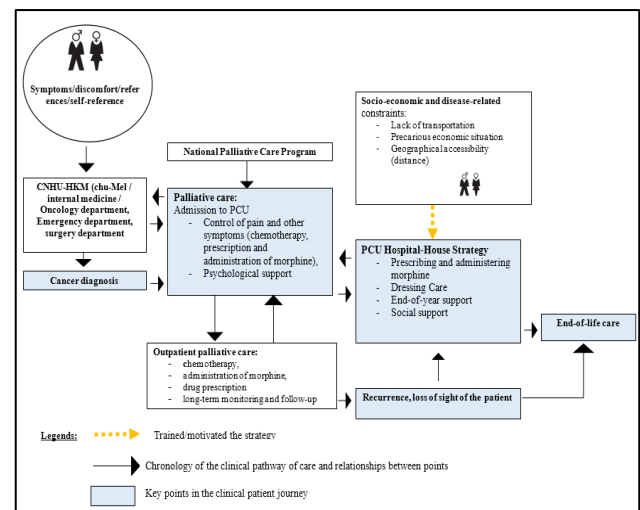 Symptoms/discomfort/refer
ences/self-reference
Socio-economic and disease-related
constraints:
- Lack of transportation
- Precarious economic situation
- Geographical accessibility
(distance)
National Palliative Care Program
CNHU-HKM (chu-Mel /
internal medicine /
Oncology department,
Emergency department,
surgery department
Palliative care:
Admission to PCU
- Control of pain and other
symptoms (chemotherapy,
prescription and
administration of morphine),
- Psychological support
PCU Hospital-House Strategy
- Prescribing and administering
morphine
- Dressing Care
- End-of-year support
- Social support
Cancer diagnosis
End-of-life care
Outpatient palliative care:
- chemotherapy,
- administration of morphine,
- drug prescription
- long-term monitoring and follow-up
Recurrence, loss of sight of the patient
Legends:
Trained/motivated the strategy
Chronology of the clinical pathway of care and relationships between points
Key points in the clinical patient journey